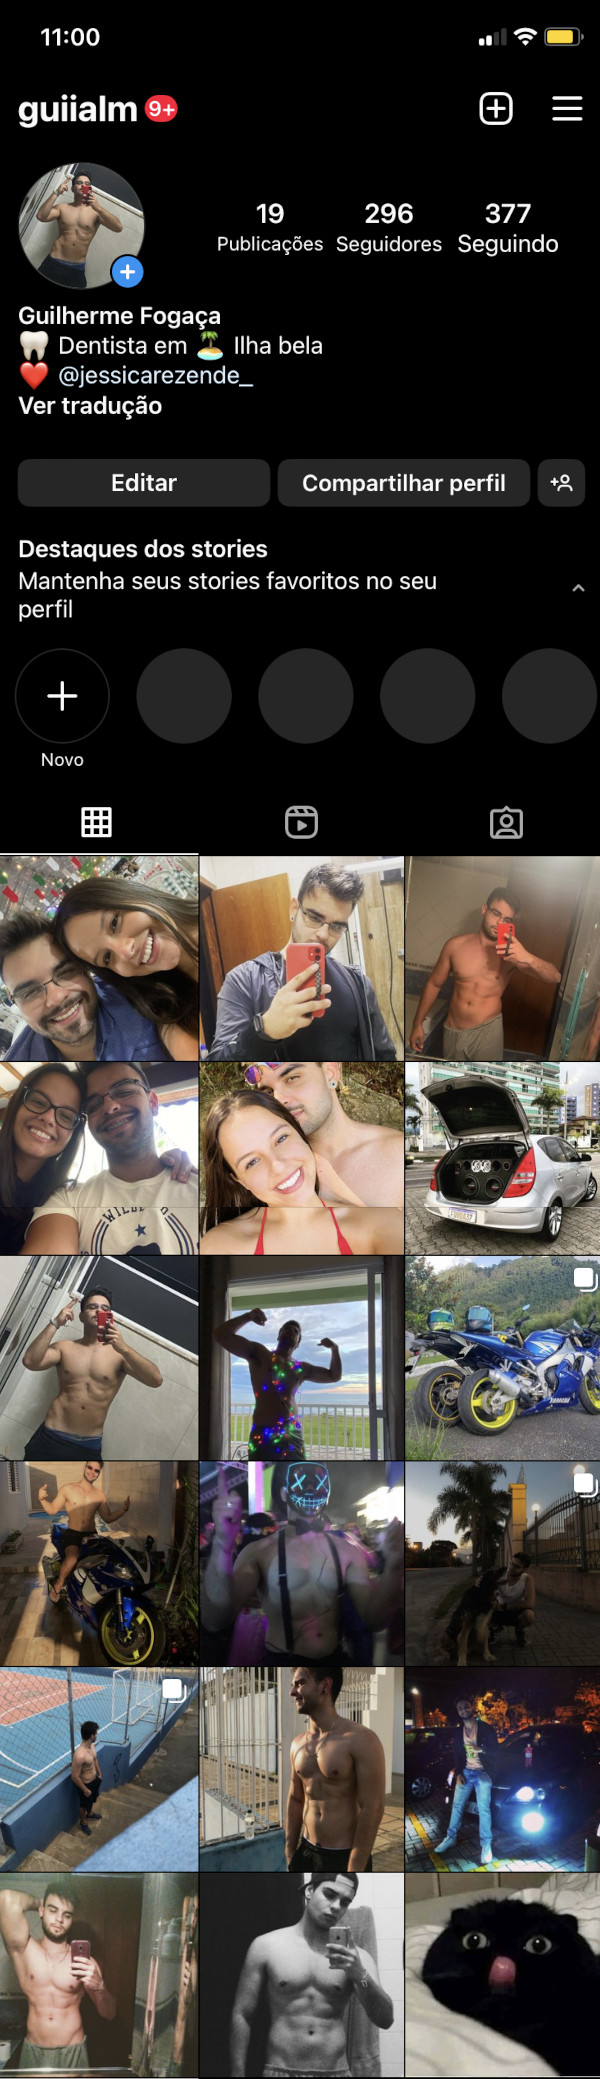 11:00
guiialm 9+
19 296 377
Publicações Seguidores Seguindo
Guilherme Fogaça
🦷 Dentista em 🏝️ Ilha bela
❤️ @jessicarezende_
Ver tradução
Editar Compartilhar perfil
Destaques dos stories
Mantenha seus stories favoritos no seu
perfil
Novo